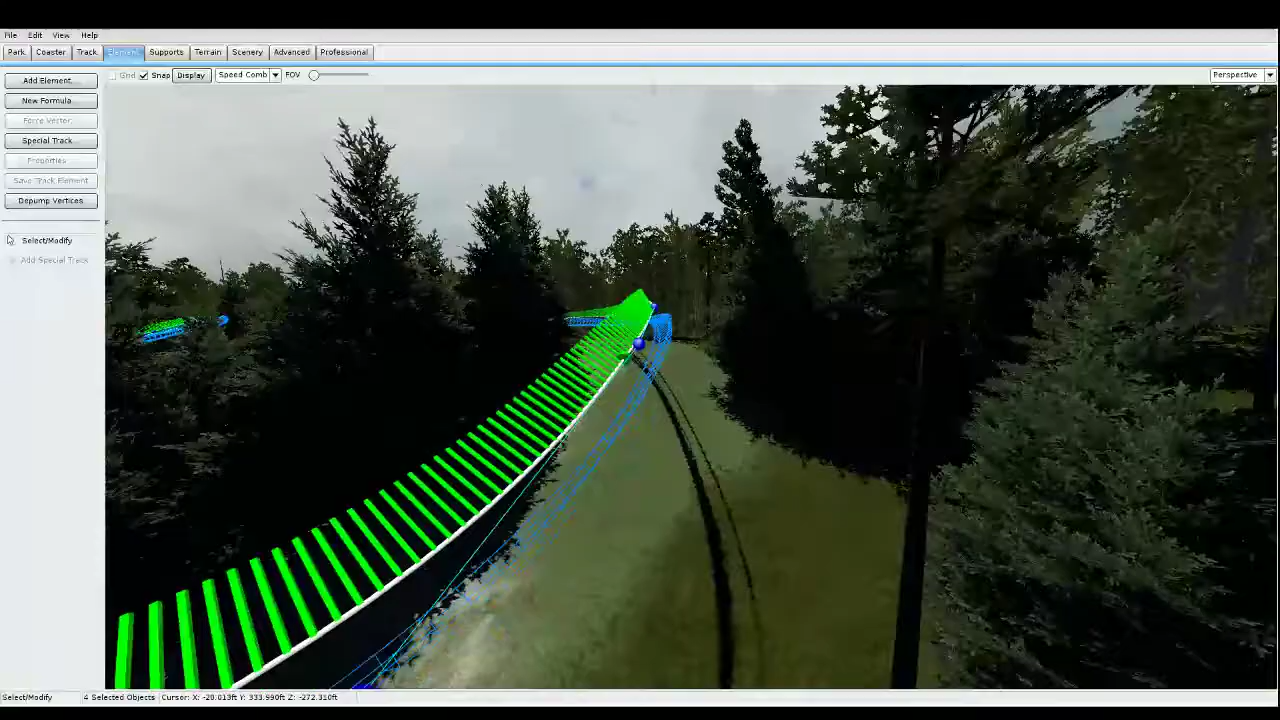 File Edit View Help
Park Coaster Track Element Supports Terrain Scenery Advanced Professional
Grid Snap Display Speed Comb FOV Perspective
Add Element...
New Formula...
Force Vector...
Special Track...
Properties...
Save Track Element
Depump Vertices
Select/Modify
Add Special Track
Select/Modify 4 Selected Objects Cursor: X: -20.013ft Y: 333.990ft Z: -272.310ft